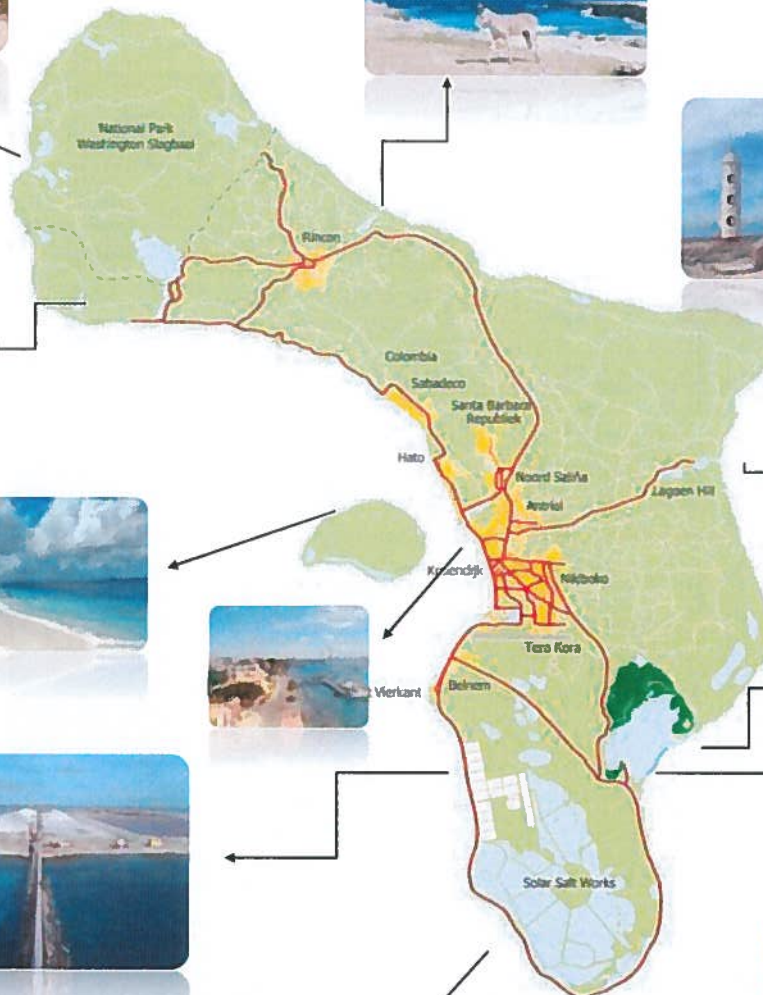 National Park
Washington Slagbaai
Rincon
Colombia
Sabadeco
Santa Barbara
Republiek
Hato
Noord Saliña
Lagoen Hill
Antriol
Kralendijk
Nikiboko
Tera Kora
t Vierkant
Belnem
Solar Salt Works